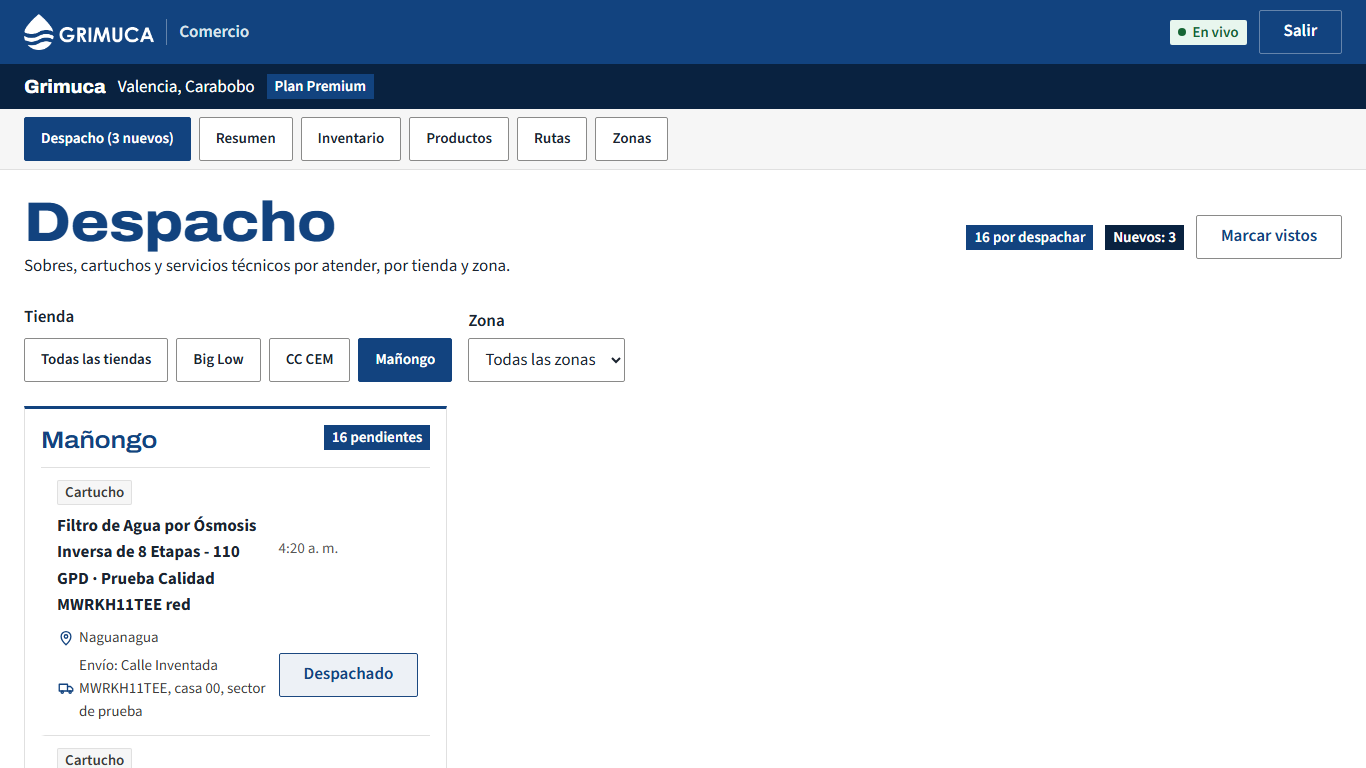 GRIMUCA
Comercio
En vivo
Salir
Grimuca
Valencia, Carabobo
Plan Premium
Despacho (3 nuevos)
Resumen
Inventario
Productos
Rutas
Zonas
Despacho
16 por despachar
Nuevos: 3
Marcar vistos
Sobres, cartuchos y servicios técnicos por atender, por tienda y zona.
Tienda
Todas las tiendas
Big Low
CC CEM
Mañongo
Zona
Todas las zonas
Mañongo
16 pendientes
Cartucho
Filtro de Agua por Ósmosis
Inversa de 8 Etapas - 110
GPD · Prueba Calidad
MWRKH11TEE red
4:20 a. m.
Naguanagua
Envío: Calle Inventada
MWRKH11TEE, casa 00, sector
de prueba
Despachado
Cartucho